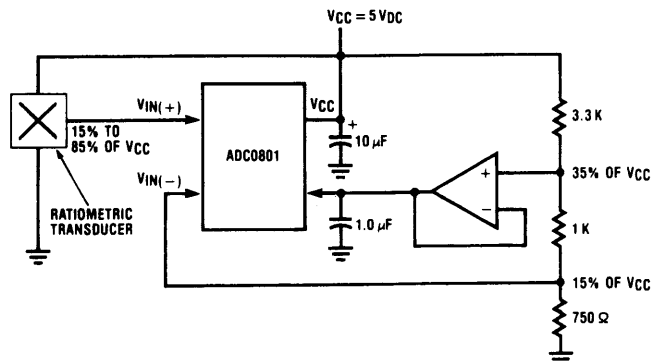 VCC = 5 VDC
VIN(+)
15% TO
85% OF VCC
VIN(−)
RATIOMETRIC
TRANSDUCER
ADC0801
VCC
+
10 µF
1.0 µF
+
−
3.3 K
35% OF VCC
1 K
15% OF VCC
750 Ω